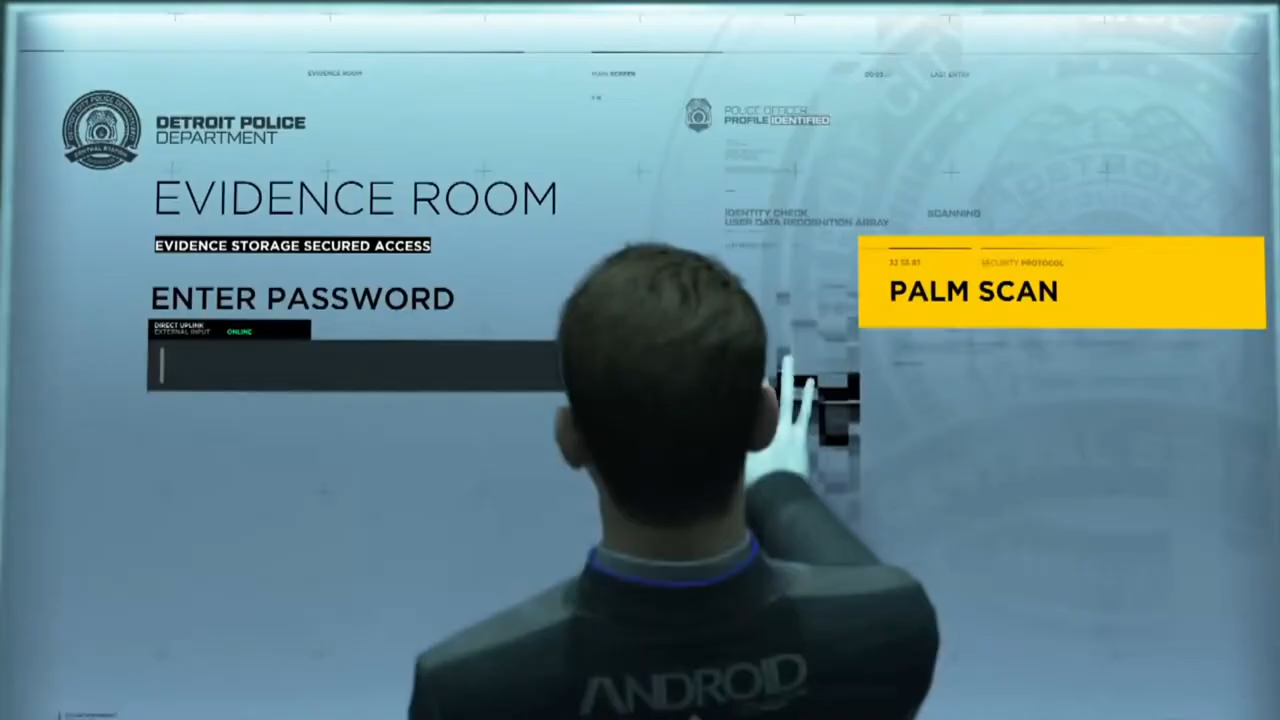 EVIDENCE ROOM
MAIN SCREEN
LAST ENTRY
DETROIT POLICE
DEPARTMENT
POLICE OFFICER
PROFILE IDENTIFIED
EVIDENCE ROOM
EVIDENCE STORAGE SECURED ACCESS
IDENTITY CHECK
USER DATA RECOGNITION ARRAY
SCANNING
SECURITY PROTOCOL
PALM SCAN
ENTER PASSWORD
DIRECT UPLINK
EXTERNAL INPUT ONLINE
DETROIT
ANDROID